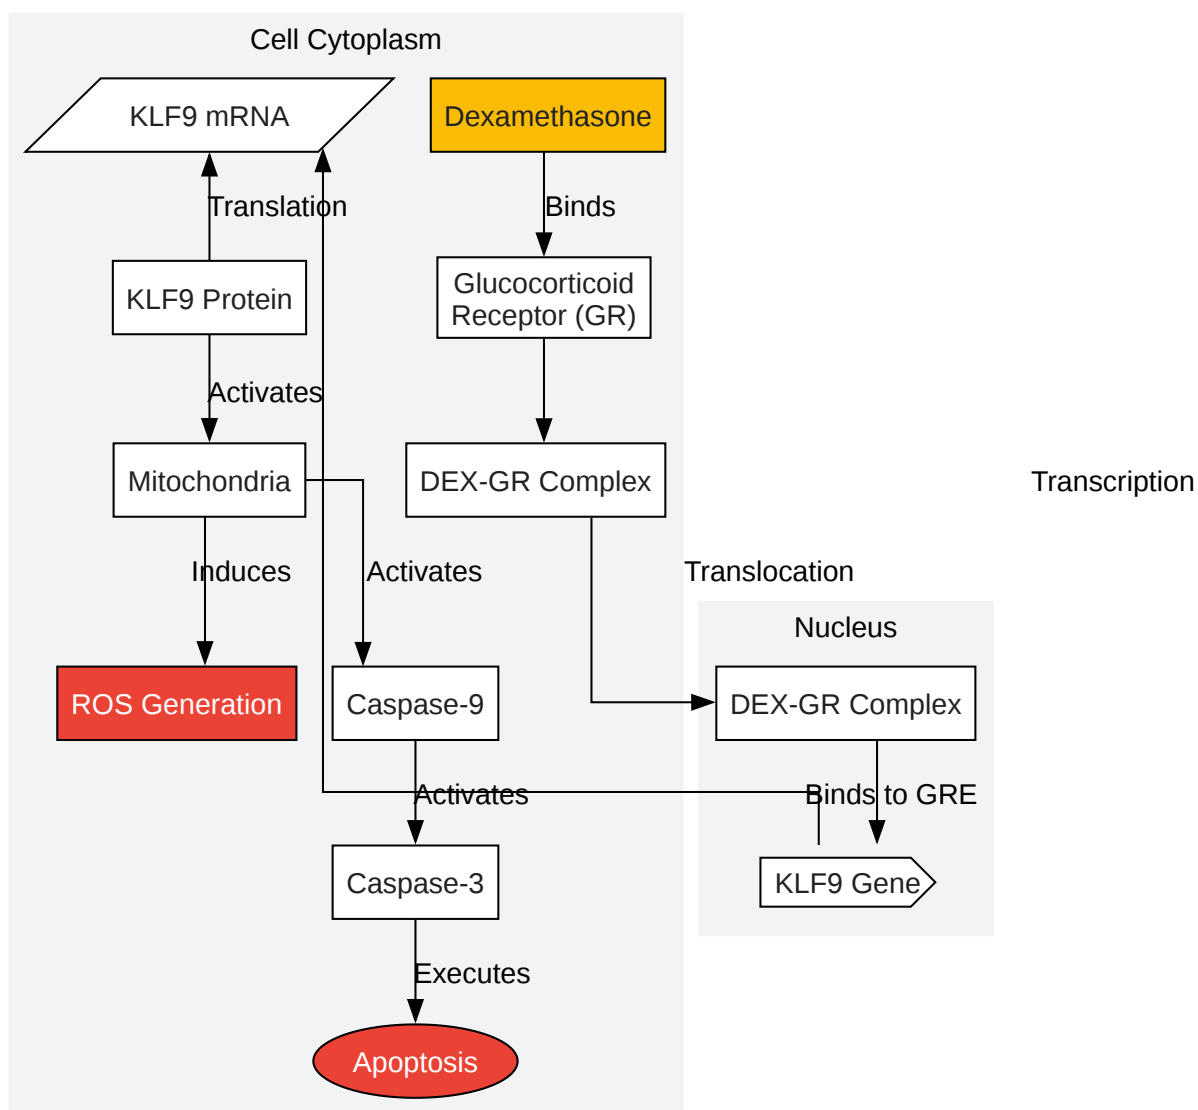 Cell Cytoplasm
KLF9 mRNA
Dexamethasone
Translation
Binds
KLF9 Protein
Glucocorticoid
Receptor (GR)
Activates
Mitochondria
DEX-GR Complex
Transcription
Induces
Activates
Translocation
Nucleus
ROS Generation
Caspase-9
DEX-GR Complex
Activates
Binds to GRE
Caspase-3
KLF9 Gene
Executes
Apoptosis